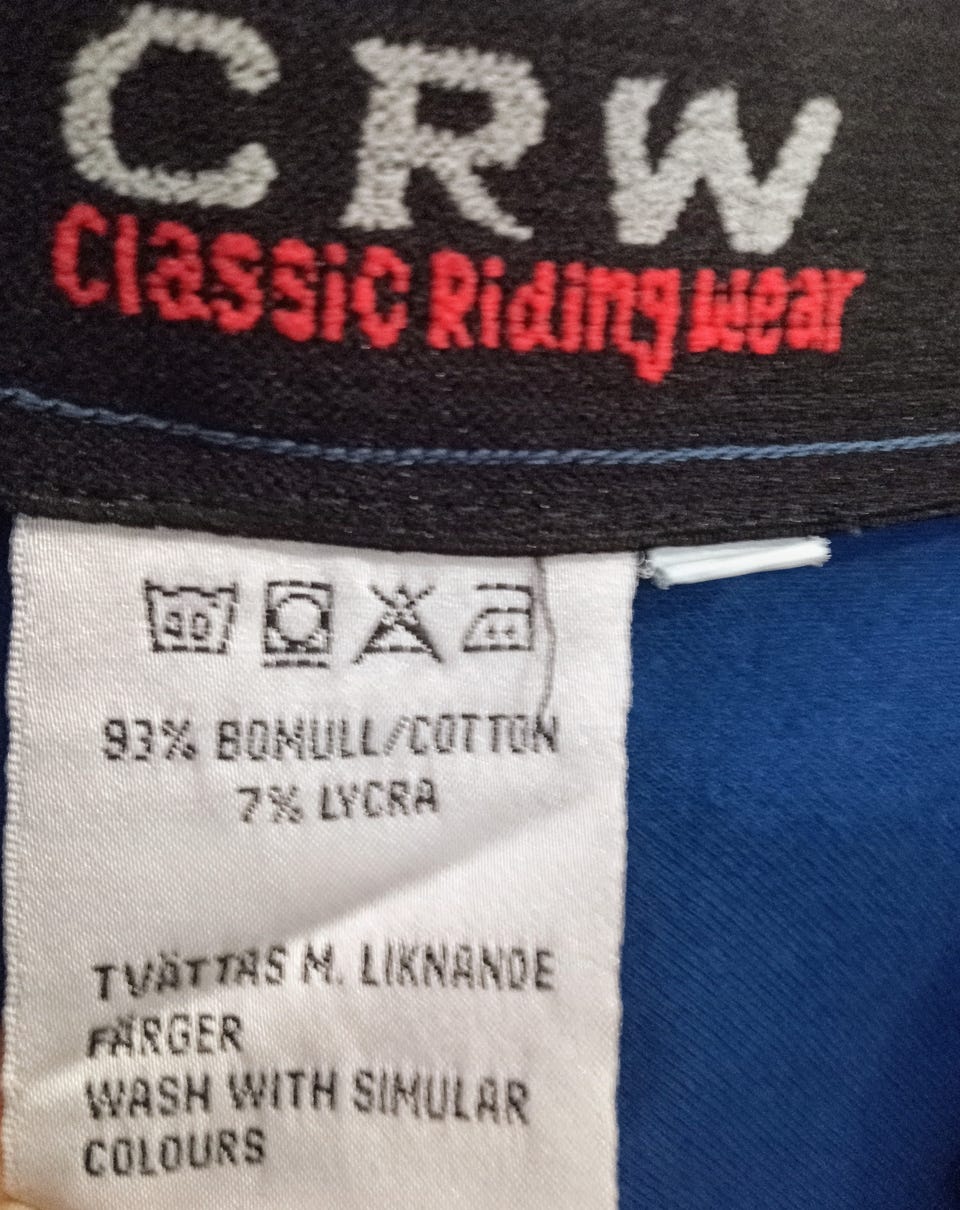 CRW
Classic Riding Wear
93% BOMULL/COTTON
7% LYCRA
TVÄTTAS M. LIKNANDE
FÄRGER
WASH WITH SIMULAR
COLOURS